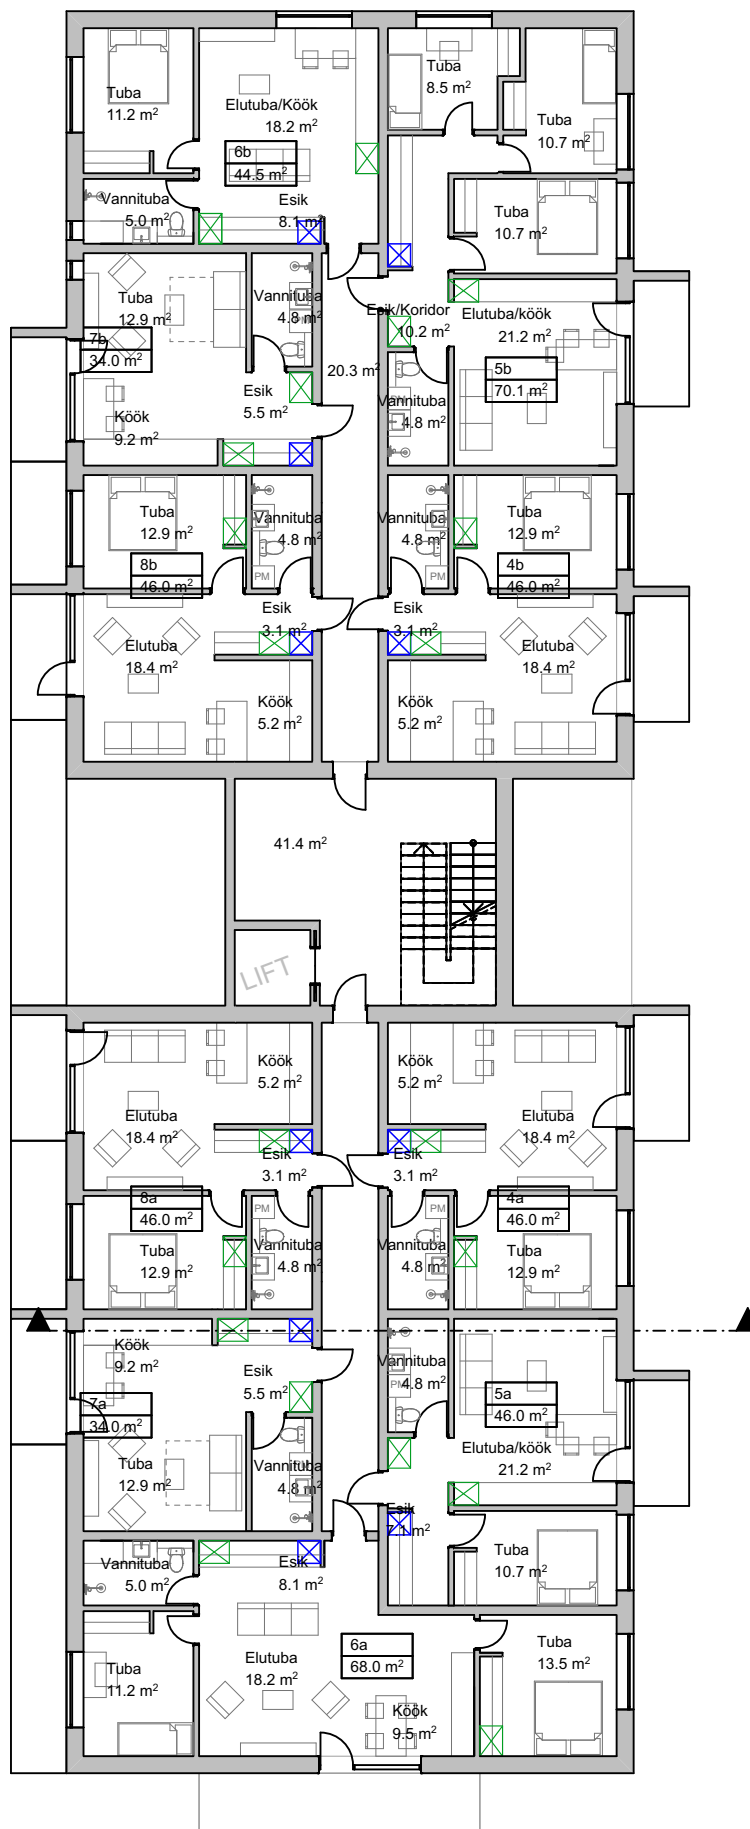 Tuba
11.2 m²
Elutuba/Köök
18.2 m²
6b
44.5 m²
Tuba
8.5 m²
Tuba
10.7 m²
Vannituba
5.0 m²
Esik
8.1 m²
Tuba
10.7 m²
Tuba
12.9 m²
Vannituba
4.8 m²
PM
7b
34.0 m²
Köök
9.2 m²
Esik
5.5 m²
20.3 m²
Esik/Koridor
10.2 m²
Elutuba/köök
21.2 m²
5b
70.1 m²
PM
Vannituba
4.8 m²
Tuba
12.9 m²
Vannituba
4.8 m²
PM
8b
46.0 m²
Esik
3.1 m²
Elutuba
18.4 m²
Köök
5.2 m²
Vannituba
4.8 m²
PM
Tuba
12.9 m²
4b
46.0 m²
Esik
3.1 m²
Elutuba
18.4 m²
Köök
5.2 m²
41.4 m²
LIFT
Köök
5.2 m²
Elutuba
18.4 m²
Esik
3.1 m²
8a
46.0 m²
PM
Tuba
12.9 m²
Vannituba
4.8 m²
Köök
5.2 m²
Elutuba
18.4 m²
Esik
3.1 m²
4a
46.0 m²
PM
Vannituba
4.8 m²
Tuba
12.9 m²
Köök
9.2 m²
Esik
5.5 m²
7a
34.0 m²
Tuba
12.9 m²
Vannituba
4.8 m²
PM
Vannituba
4.8 m²
PM
5a
46.0 m²
Elutuba/köök
21.2 m²
Esik
7.1 m²
Tuba
10.7 m²
Vannituba
5.0 m²
Esik
8.1 m²
Tuba
11.2 m²
Elutuba
18.2 m²
6a
68.0 m²
Köök
9.5 m²
Tuba
13.5 m²